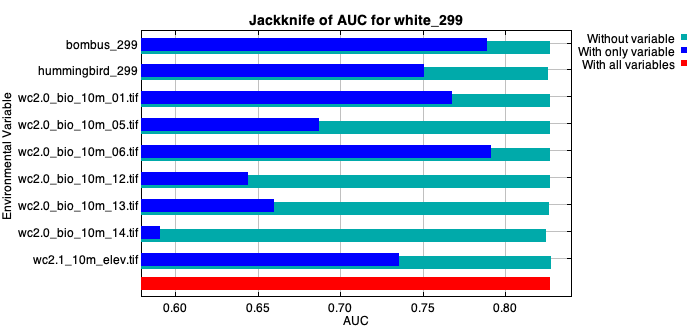 Jackknife of AUC for white_299
Environmental Variable
bombus_299
hummingbird_299
wc2.0_bio_10m_01.tif
wc2.0_bio_10m_05.tif
wc2.0_bio_10m_06.tif
wc2.0_bio_10m_12.tif
wc2.0_bio_10m_13.tif
wc2.0_bio_10m_14.tif
wc2.1_10m_elev.tif
0.60 0.65 0.70 0.75 0.80
AUC
Without variable
With only variable
With all variables